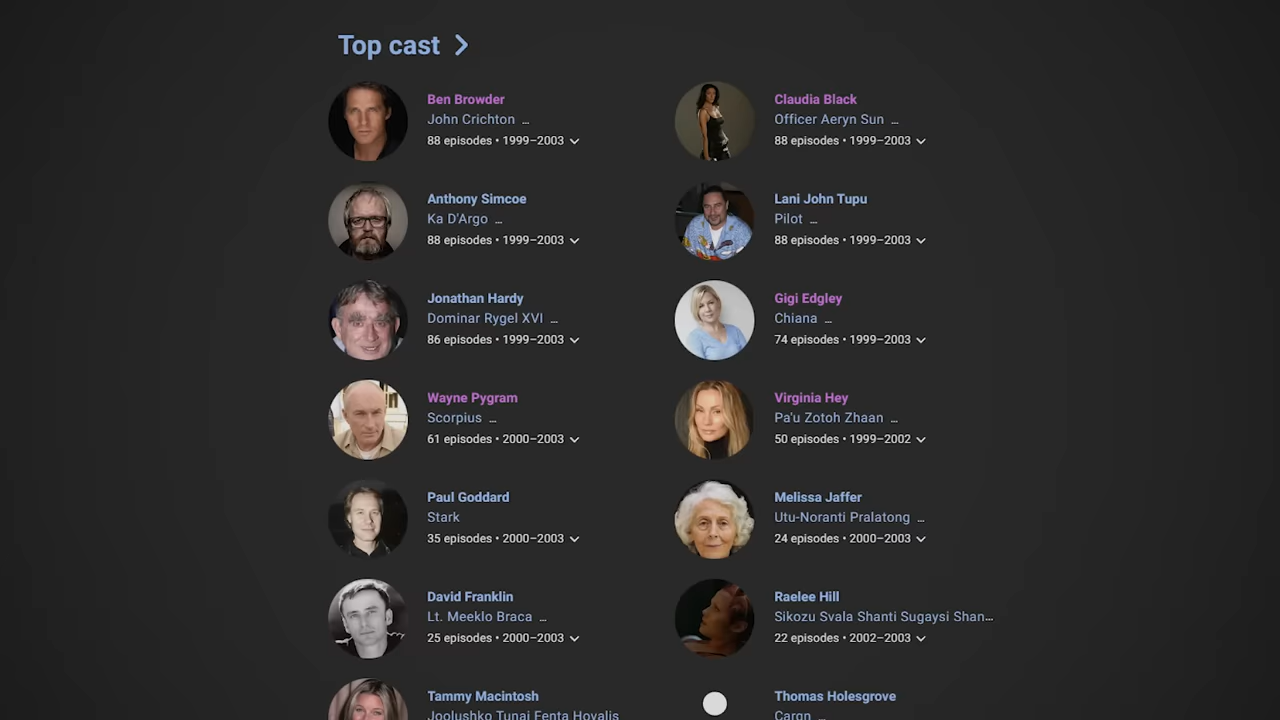 Top cast
Ben Browder
John Crichton ...
88 episodes • 1999–2003
Claudia Black
Officer Aeryn Sun ...
88 episodes • 1999–2003
Anthony Simcoe
Ka D'Argo ...
88 episodes • 1999–2003
Lani John Tupu
Pilot ...
88 episodes • 1999–2003
Jonathan Hardy
Dominar Rygel XVI ...
86 episodes • 1999–2003
Gigi Edgley
Chiana ...
74 episodes • 1999–2003
Wayne Pygram
Scorpius ...
61 episodes • 2000–2003
Virginia Hey
Pa'u Zotoh Zhaan ...
50 episodes • 1999–2002
Paul Goddard
Stark
35 episodes • 2000–2003
Melissa Jaffer
Utu-Noranti Pralatong ...
24 episodes • 2000–2003
David Franklin
Lt. Meeklo Braca ...
25 episodes • 2000–2003
Raelee Hill
Sikozu Svala Shanti Sugaysi Shan...
22 episodes • 2002–2003
Tammy Macintosh
Joolushko Tunai Fenta Hovalis
Thomas Holesgrove
Cargn ...